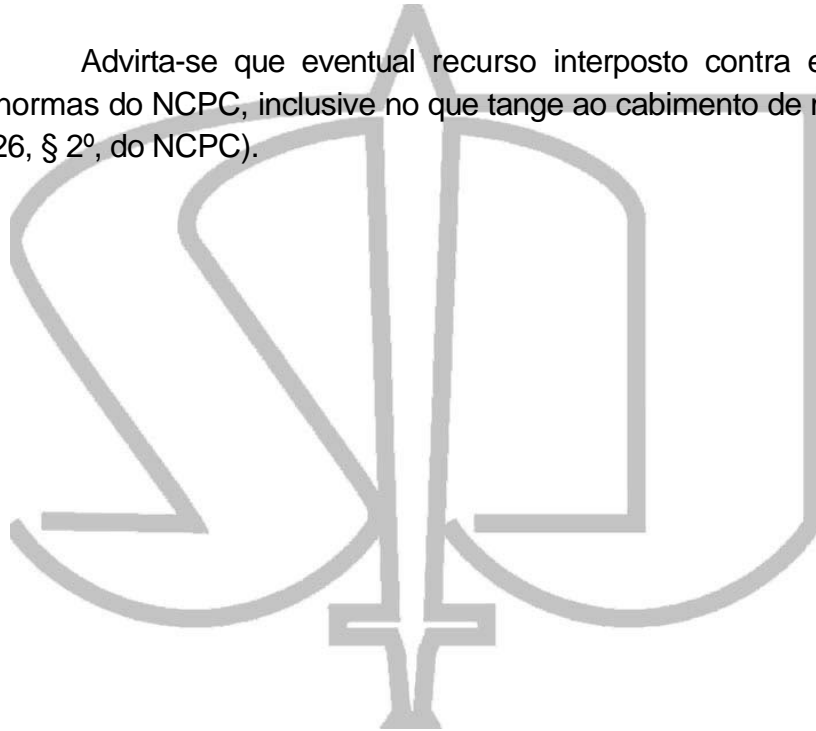 Advirta-se que eventual recurso interposto contra
normas do NCPC, inclusive no que tange ao cabimento de
26, § 2º, do NCPC).